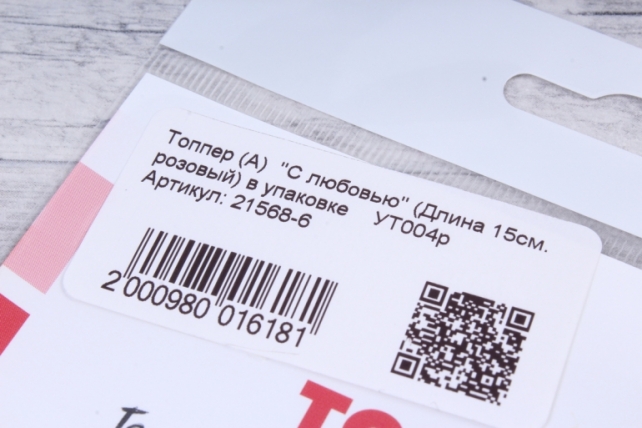 Топпер (А) "С любовью" (Длина 15см.
розовый) в упаковке УТ004р
Артикул: 21568-6
2 000980 016181